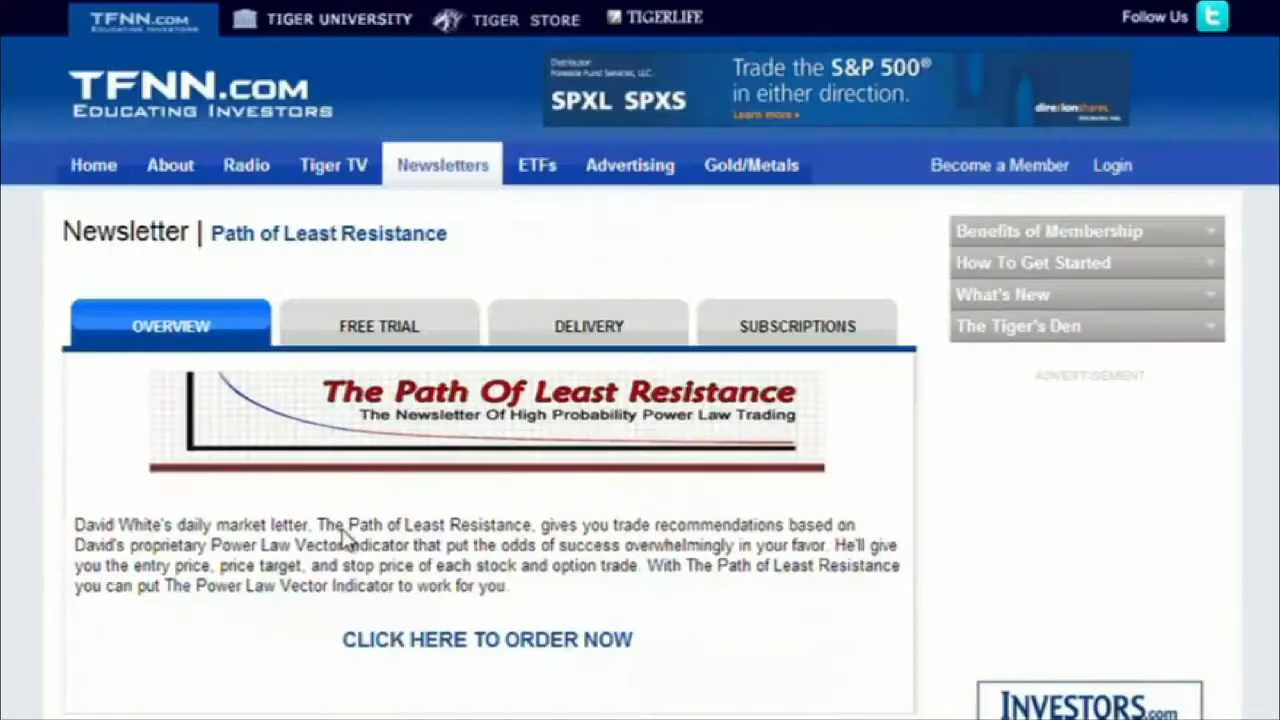 TFNN.COM
EDUCATING INVESTORS
TIGER UNIVERSITY
TIGER STORE
TIGERLIFE
Follow Us
TFNN.COM
EDUCATING INVESTORS
Distributor
Foreside Fund Services, LLC.
SPXL SPXS
Trade the S&P 500®
in either direction.
Learn more
direxionshares
Home About Radio Tiger TV Newsletters ETFs Advertising Gold/Metals Become a Member Login
Newsletter | Path of Least Resistance
Benefits of Membership
How To Get Started
What's New
The Tiger's Den
ADVERTISEMENT
OVERVIEW FREE TRIAL DELIVERY SUBSCRIPTIONS
The Path Of Least Resistance
The Newsletter Of High Probability Power Law Trading
David White's daily market letter, The Path of Least Resistance, gives you trade recommendations based on
David's proprietary Power Law Vector Indicator that put the odds of success overwhelmingly in your favor. He'll give
you the entry price, price target, and stop price of each stock and option trade. With The Path of Least Resistance
you can put The Power Law Vector Indicator to work for you.
CLICK HERE TO ORDER NOW
INVESTORS.com